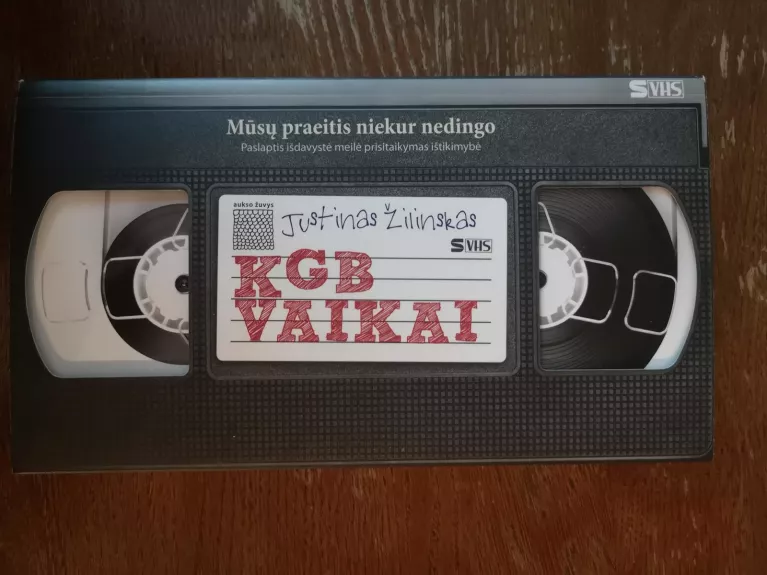 SVHS
Mūsų praeitis niekur nedingo
Paslaptis išdavystė meilė prisitaikymas ištikimybė
aukso žuvys
Justinas Žilinskas
SVHS
KGB
VAIKAI